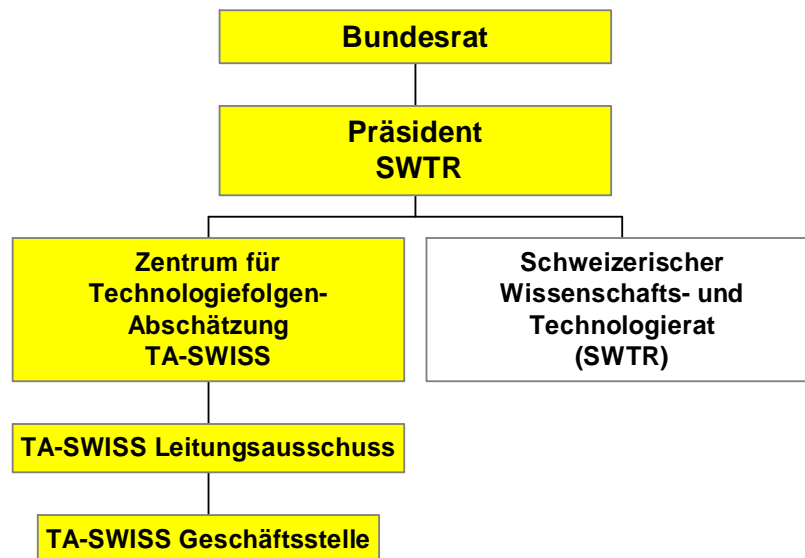 Bundesrat
Präsident
SWTR
Zentrum für
Technologiefolgen-
Abschätzung
TA-SWISS
Schweizerischer
Wissenschafts- und
Technologierat
(SWTR)
TA-SWISS Leitungsausschuss
TA-SWISS Geschäftsstelle